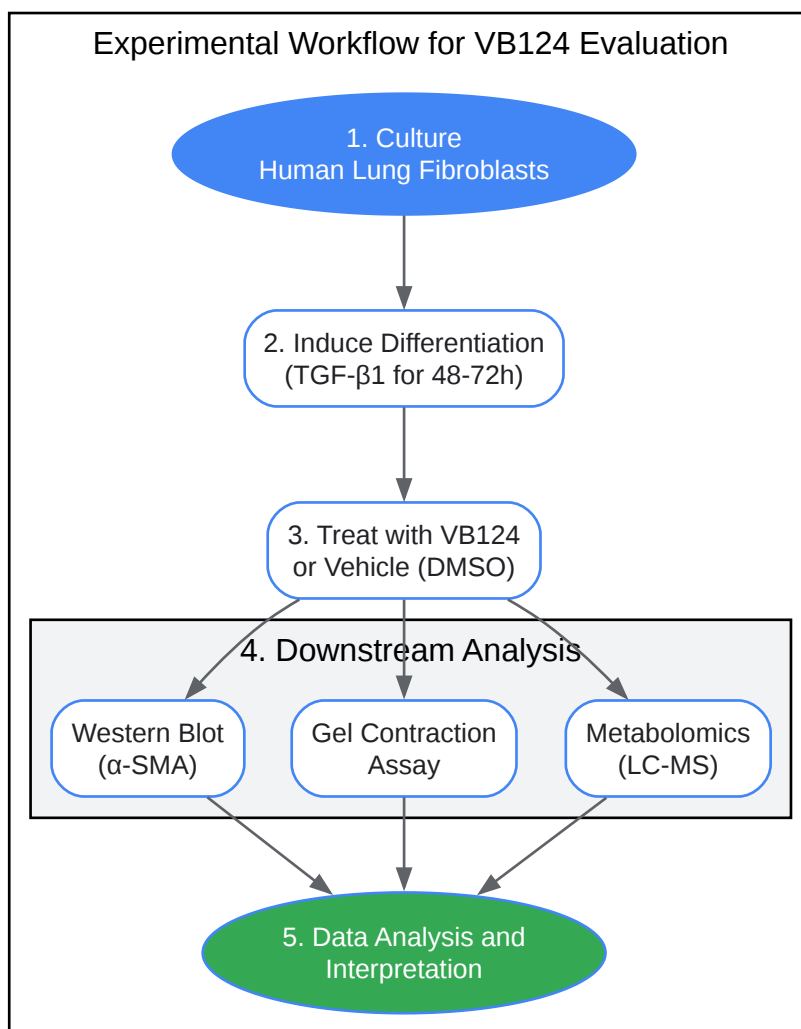 Experimental Workflow for VB124 Evaluation
1. Culture
Human Lung Fibroblasts
2. Induce Differentiation
(TGF-β1 for 48-72h)
3. Treat with VB124
or Vehicle (DMSO)
4. Downstream Analysis
Western Blot
(α-SMA)
Gel Contraction
Assay
Metabolomics
(LC-MS)
5. Data Analysis and
Interpretation